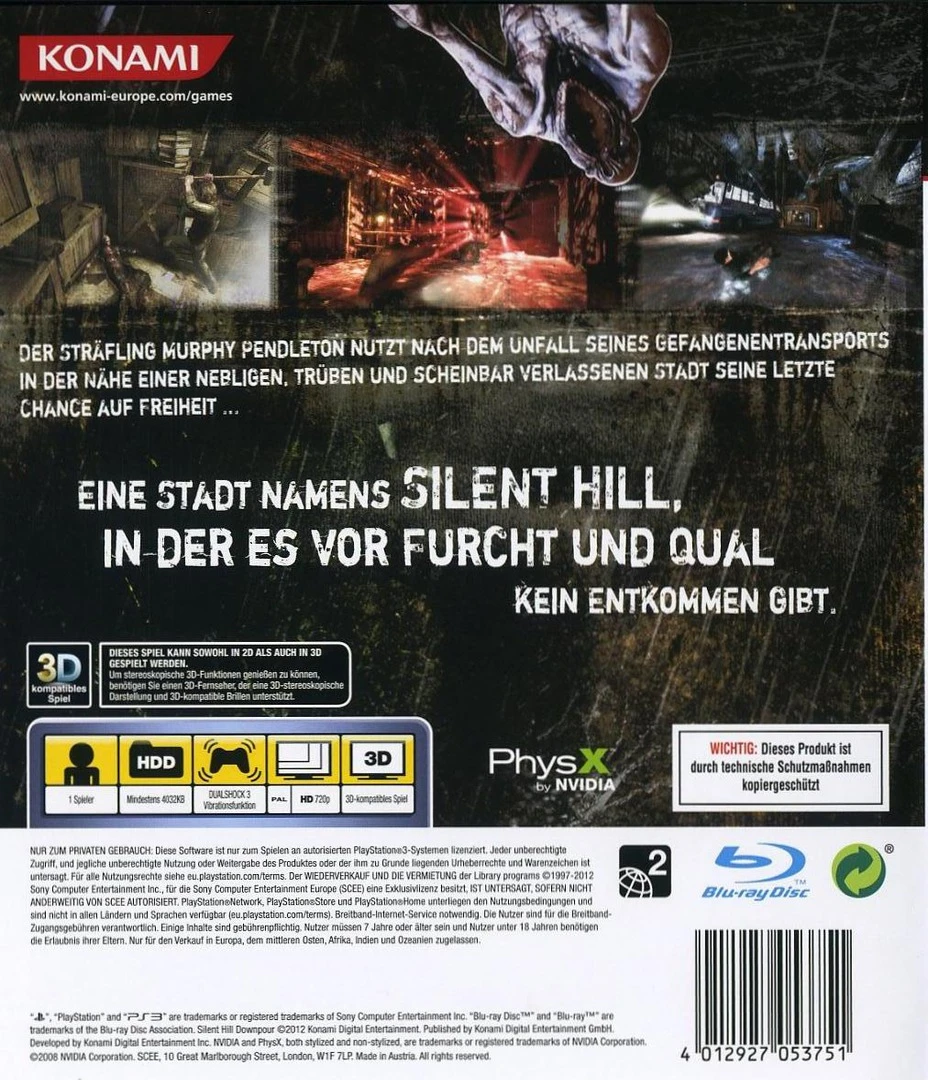 KONAMI
www.konami-europe.com/games
DER STRÄFLING MURPHY PENDLETON NUTZT NACH DEM UNFALL SEINES GEFANGENENTRANSPORTS
IN DER NÄHE EINER NEBLIGEN, TRÜBEN UND SCHEINBAR VERLASSENEN STADT SEINE LETZTE
CHANCE AUF FREIHEIT ...
EINE STADT NAMENS SILENT HILL,
IN DER ES VOR FURCHT UND QUAL
KEIN ENTKOMMEN GIBT.
3D
kompatibles
Spiel
DIESES SPIEL KANN SOWOHL IN 2D ALS AUCH IN 3D
GESPIELT WERDEN.
Um stereoskopische 3D-Funktionen genießen zu können,
benötigen Sie einen 3D-Fernseher, der eine 3D-stereoskopische
Darstellung und 3D-kompatible Brillen unterstützt.
HDD
3D
1 Spieler
Mindestens 4032KB
DUALSHOCK 3
Vibrationsfunktion
PAL
HD 720p
3D-kompatibles Spiel
PhysX
by NVIDIA
WICHTIG: Dieses Produkt ist
durch technische Schutzmaßnahmen
kopiergeschützt
NUR ZUM PRIVATEN GEBRAUCH: Diese Software ist nur zum Spielen an autorisierten PlayStation®3-Systemen lizenziert. Jeder unberechtigte
Zugriff, und jegliche unberechtigte Nutzung oder Weitergabe des Produktes oder der ihm zu Grunde liegenden Urheberrechte und Warenzeichen ist
untersagt. Für alle Nutzungsrechte siehe eu.playstation.com/terms. Der WIEDERVERKAUF UND DIE VERMIETUNG der Library programs ©1997-2012
Sony Computer Entertainment Inc., für die Sony Computer Entertainment Europe (SCEE) eine Exklusivlizenz besitzt, IST UNTERSAGT, SOFERN NICHT
ANDERWEITIG VON SCEE AUTORISIERT. PlayStation®Network, PlayStation®Store und PlayStation®Home unterliegen den Nutzungsbedingungen und
sind nicht in allen Ländern und Sprachen verfügbar (eu.playstation.com/terms). Breitband-Internet-Service notwendig. Die Nutzer sind für die Breitband-
Zugangsgebühren verantwortlich. Einige Inhalte sind gebührenpflichtig. Nutzer müssen 7 Jahre oder älter sein und Nutzer unter 18 Jahren benötigen
die Erlaubnis ihrer Eltern. Nur für den Verkauf in Europa, dem mittleren Osten, Afrika, Indien und Ozeanien zugelassen.
2
Blu-ray Disc™
®
"", "PlayStation" and "PS3" are trademarks or registered trademarks of Sony Computer Entertainment Inc. "Blu-ray Disc™" and "Blu-ray™" are
trademarks of the Blu-ray Disc Association. Silent Hill Downpour ©2012 Konami Digital Entertainment. Published by Konami Digital Entertainment GmbH.
Developed by Konami Digital Entertainment Inc. NVIDIA and PhysX, both stylized and non-stylized, are trademarks or registered trademarks of NVIDIA Corporation.
©2008 NVIDIA Corporation. SCEE, 10 Great Marlborough Street, London, W1F 7LP. Made in Austria. All rights reserved.
4 012927 053751